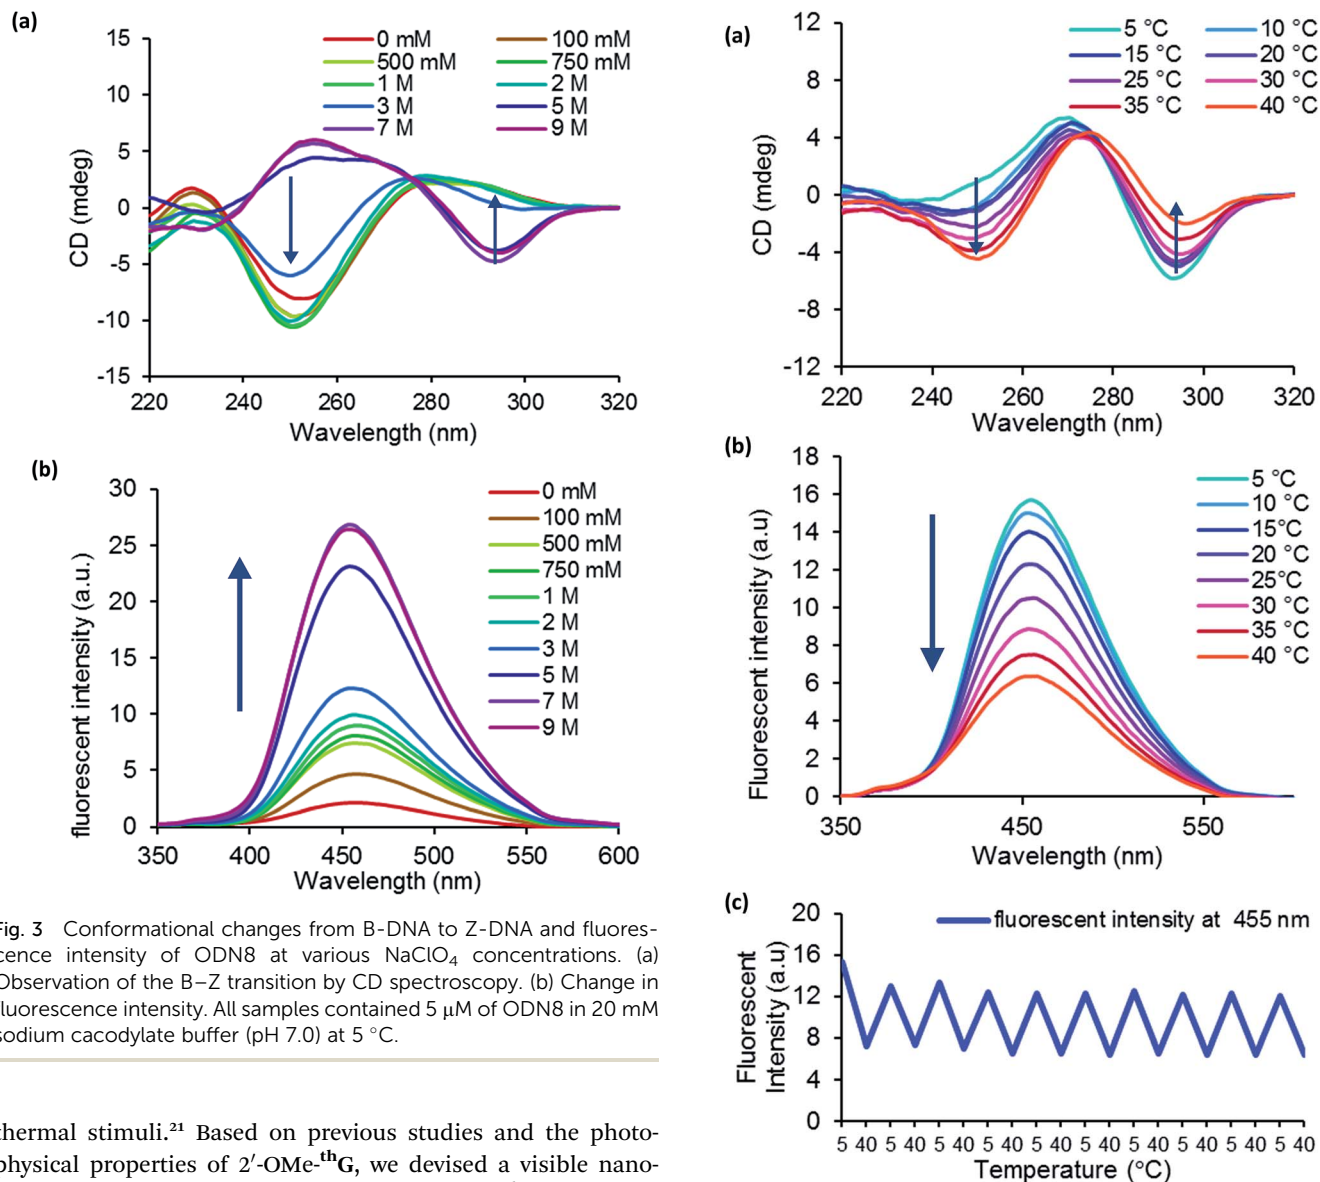 (a)
15
10
5
0
-5
-10
-15
CD (mdeg)
0 mM
100 mM
500 mM
750 mM
1 M
2 M
3 M
5 M
7 M
9 M
220 240 260 280 300 320
Wavelength (nm)
(b)
30
25
20
15
10
5
0
fluorescent intensity (a.u.)
0 mM
100 mM
500 mM
750 mM
1 M
2 M
3 M
5 M
7 M
9 M
350 400 450 500 550 600
Wavelength (nm)
Fig. 3 Conformational changes from B-DNA to Z-DNA and fluores-
cence intensity of ODN8 at various NaClO₄ concentrations. (a)
Observation of the B–Z transition by CD spectroscopy. (b) Change in
fluorescence intensity. All samples contained 5 μM of ODN8 in 20 mM
sodium cacodylate buffer (pH 7.0) at 5 °C.
thermal stimuli.²¹ Based on previous studies and the photo-
physical properties of 2′-OMe-ᵗʰG, we devised a visible nano-
(a)
12
8
4
0
-4
-8
-12
CD (mdeg)
5 °C
10 °C
15 °C
20 °C
25 °C
30 °C
35 °C
40 °C
220 240 260 280 300 320
Wavelength (nm)
(b)
18
16
14
12
10
8
6
4
2
0
Fluorescent intensity (a.u)
5 °C
10 °C
15°C
20 °C
25°C
30 °C
35 °C
40 °C
350 450 550
Wavelength (nm)
(c)
20
16
12
8
4
0
Fluorescent
Intensity (a.u)
fluorescent intensity at 455 nm
5 40 5 40 5 40 5 40 5 40 5 40 5 40 5 40 5 40 5 40
Temperature (°C)